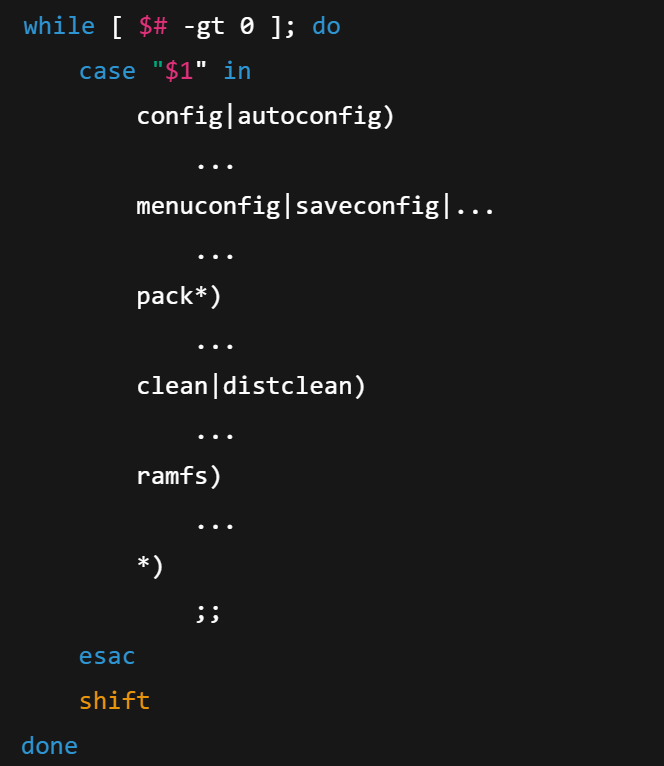 while [ $# -gt 0 ]; do
case "$1" in
config|autoconfig)
...
menuconfig|saveconfig|...
...
pack*)
...
clean|distclean)
...
ramfs)
...
*)
;;
esac
shift
done